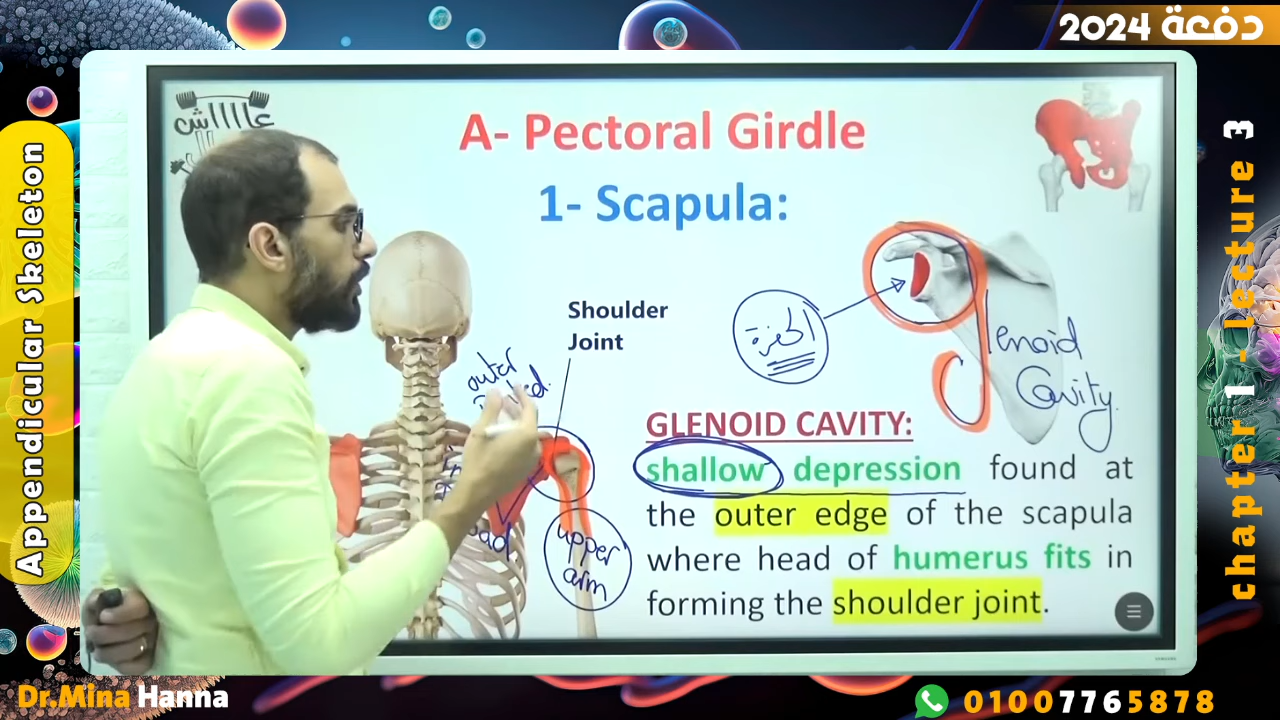 دفعة 2024
Appendicular Skeleton
chapter 1 -lecture 3
عاااااش
A- Pectoral Girdle
1- Scapula:
Shoulder
Joint
outer
upper
arm
glenoid
Cavity
GLENOID CAVITY:
shallow depression found at
the outer edge of the scapula
where head of humerus fits in
forming the shoulder joint.
Dr.Mina Hanna
01007765878